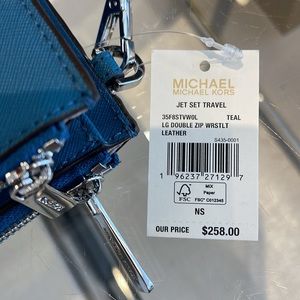 MICHAEL
MICHAEL KORS
JET SET TRAVEL
35F8STVW0L TEAL
LG DOUBLE ZIP WRSTLT
LEATHER
S435-0001
1 96237 27129 7
FSC
MIX
Paper
FSC® C012345
NS
OUR PRICE $258.00